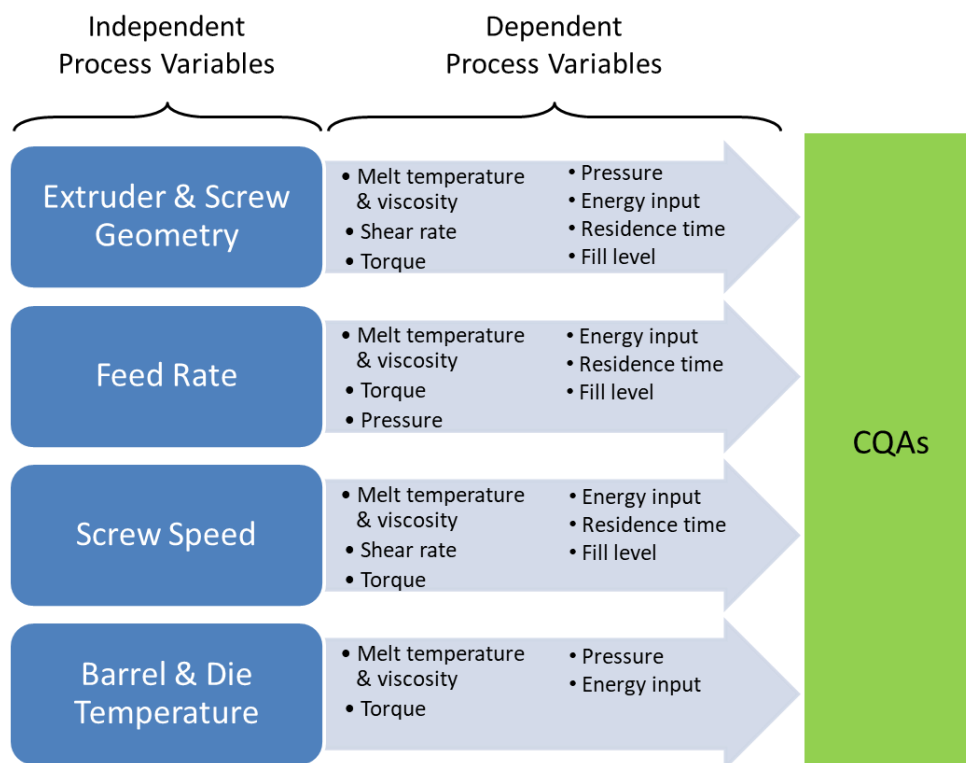 Independent
Process Variables
Dependent
Process Variables
Extruder & Screw
Geometry
• Melt temperature
& viscosity
• Shear rate
• Torque
• Pressure
• Energy input
• Residence time
• Fill level
Feed Rate
• Melt temperature
& viscosity
• Torque
• Pressure
• Energy input
• Residence time
• Fill level
Screw Speed
• Melt temperature
& viscosity
• Shear rate
• Torque
• Energy input
• Residence time
• Fill level
Barrel & Die
Temperature
• Melt temperature
& viscosity
• Torque
• Pressure
• Energy input
CQAs